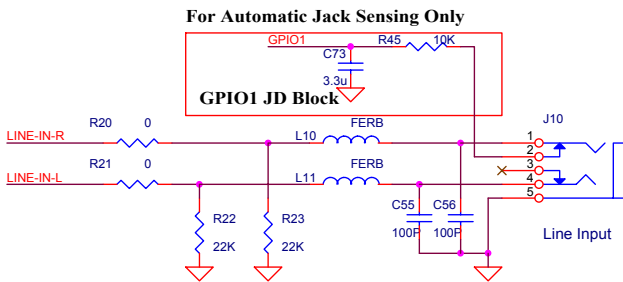 For Automatic Jack Sensing Only
GPIO1
R45
10K
C73
3.3u
GPIO1 JD Block
J10
R20
0
L10
FERB
1
LINE-IN-R
2
R21
0
L11
FERB
3
LINE-IN-L
4
5
R22
R23
C55
C56
22K
22K
100P
100P
Line Input